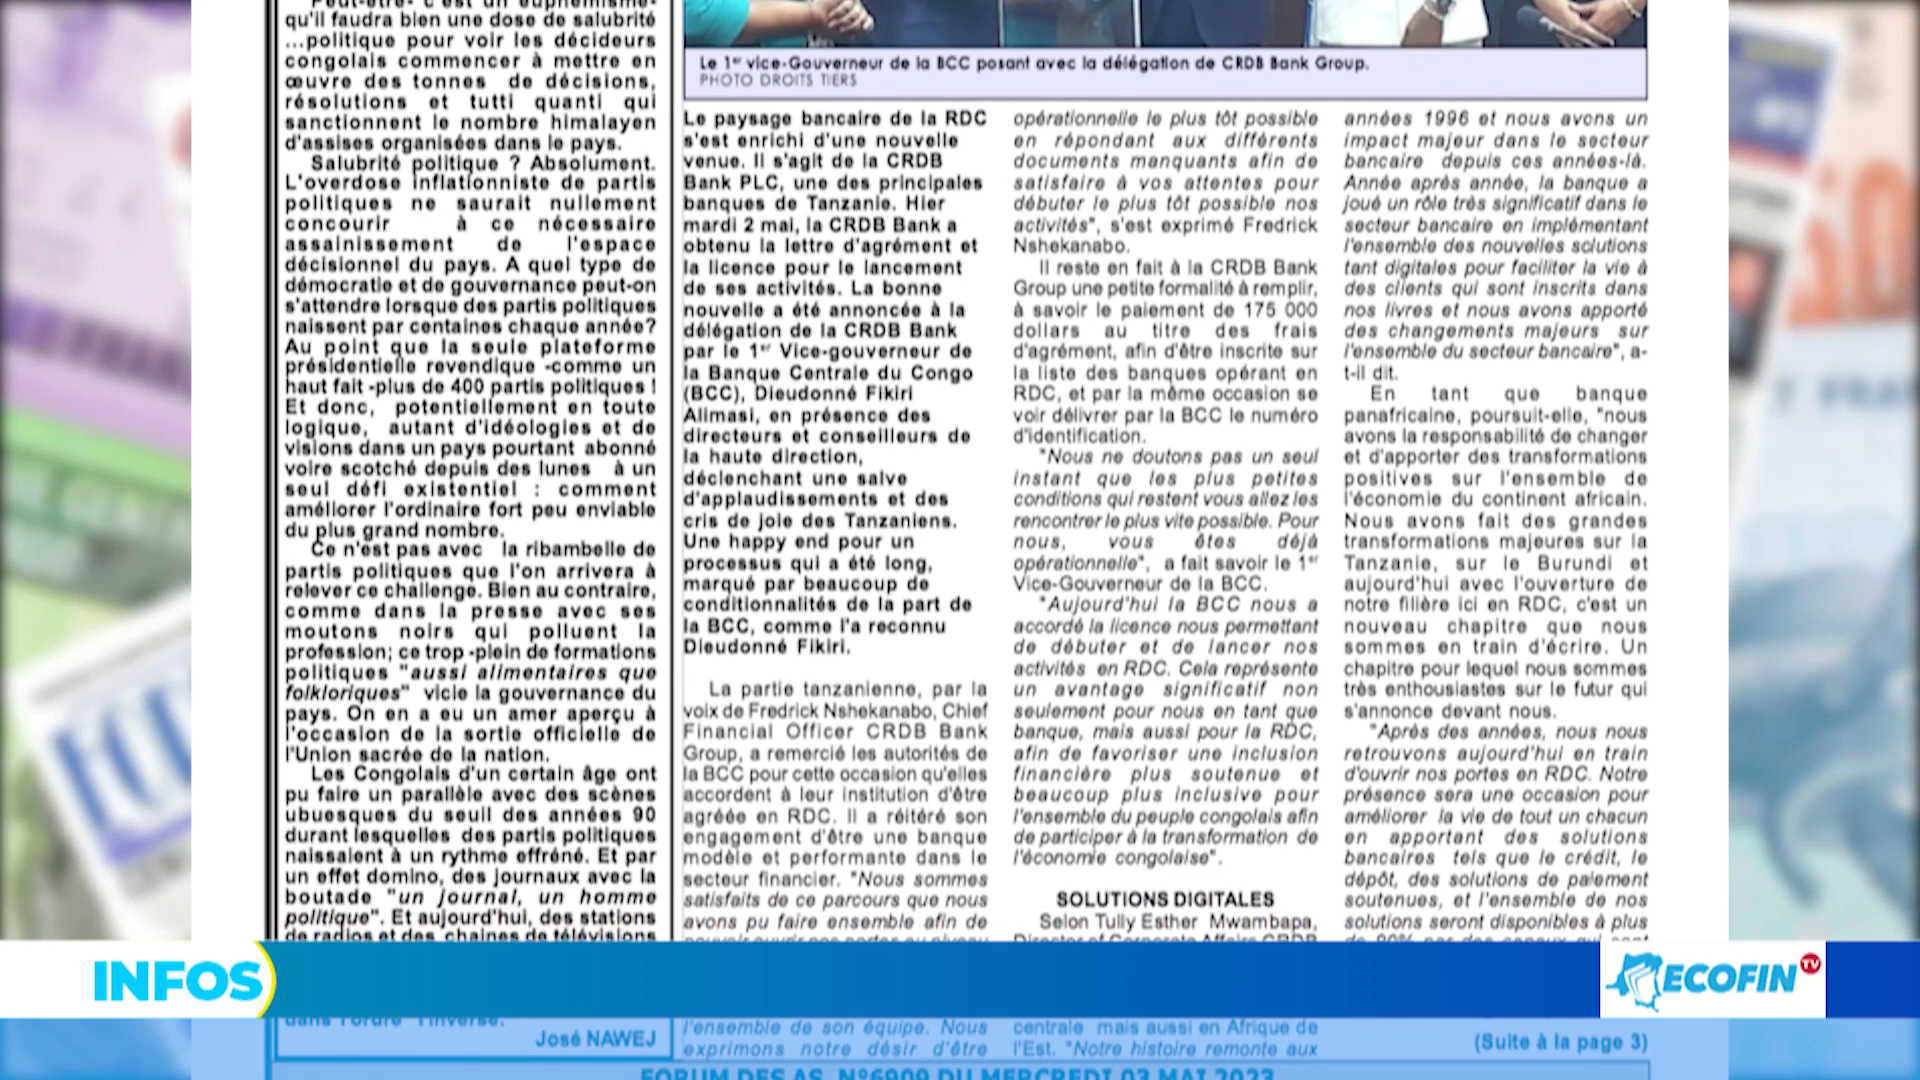 qu'il faudra bien une dose de salubrité
...politique pour voir les décideurs
congolais commencer à mettre en
œuvre des tonnes de décisions,
résolutions et tutti quanti qui
sanctionnent le nombre himalayen
d'assises organisées dans le pays.
Salubrité politique ? Absolument.
L'overdose inflationniste de partis
politiques ne saurait nullement
concourir à ce nécessaire
assainissement de l'espace
décisionnel du pays. A quel type de
démocratie et de gouvernance peut-on
s'attendre lorsque des partis politiques
naissent par centaines chaque année?
Au point que la seule plateforme
présidentielle revendique -comme un
haut fait -plus de 400 partis politiques !
Et donc, potentiellement en toute
logique, autant d'idéologies et de
visions dans un pays pourtant abonné
voire scotché depuis des lunes à un
seul défi existentiel : comment
améliorer l'ordinaire fort peu enviable
du plus grand nombre.
Ce n'est pas avec la ribambelle de
partis politiques que l'on arrivera à
relever ce challenge. Bien au contraire,
comme dans la presse avec ses
moutons noirs qui polluent la
profession; ce trop -plein de formations
politiques "aussi alimentaires que
folkloriques" vicie la gouvernance du
pays. On en a eu un amer aperçu à
l'occasion de la sortie officielle de
l'Union sacrée de la nation.
Les Congolais d'un certain âge ont
pu faire un parallèle avec des scènes
ubuesques du seuil des années 90
durant lesquelles des partis politiques
naissaient à un rythme effréné. Et par
un effet domino, des journaux avec la
boutade "un journal, un homme
politique". Et aujourd'hui, des stations
de radios et des chaînes de télévisions
dans l'ordre l'inverse.
José NAWEJ
Le 1er vice-Gouverneur de la BCC posant avec la délégation de CRDB Bank Group.
PHOTO DROITS TIERS
Le paysage bancaire de la RDC
s'est enrichi d'une nouvelle
venue. Il s'agit de la CRDB
Bank PLC, une des principales
banques de Tanzanie. Hier
mardi 2 mai, la CRDB Bank a
obtenu la lettre d'agrément et
la licence pour le lancement
de ses activités. La bonne
nouvelle a été annoncée à la
délégation de la CRDB Bank
par le 1er Vice-gouverneur de
la Banque Centrale du Congo
(BCC), Dieudonné Fikiri
Alimasi, en présence des
directeurs et conseilleurs de
la haute direction,
déclenchant une salve
d'applaudissements et des
cris de joie des Tanzaniens.
Une happy end pour un
processus qui a été long,
marqué par beaucoup de
conditionnalités de la part de
la BCC, comme l'a reconnu
Dieudonné Fikiri.
La partie tanzanienne, par la
voix de Fredrick Nshekanabo, Chief
Financial Officer CRDB Bank
Group, a remercié les autorités de
la BCC pour cette occasion qu'elles
accordent à leur institution d'être
agréée en RDC. Il a réitéré son
engagement d'être une banque
modèle et performante dans le
secteur financier. "Nous sommes
satisfaits de ce parcours que nous
avons pu faire ensemble afin de
l'ensemble de son équipe. Nous
exprimons notre désir d'être
opérationnelle le plus tôt possible
en répondant aux différents
documents manquants afin de
satisfaire à vos attentes pour
débuter le plus tôt possible nos
activités", s'est exprimé Fredrick
Nshekanabo.
Il reste en fait à la CRDB Bank
Group une petite formalité à remplir,
à savoir le paiement de 175 000
dollars au titre des frais
d'agrément, afin d'être inscrite sur
la liste des banques opérant en
RDC, et par la même occasion se
voir délivrer par la BCC le numéro
d'identification.
"Nous ne doutons pas un seul
instant que les plus petites
conditions qui restent vous allez les
rencontrer le plus vite possible. Pour
nous, vous êtes déjà
opérationnelle", a fait savoir le 1er
Vice-Gouverneur de la BCC.
"Aujourd'hui la BCC nous a
accordé la licence nous permettant
de débuter et de lancer nos
activités en RDC. Cela représente
un avantage significatif non
seulement pour nous en tant que
banque, mais aussi pour la RDC,
afin de favoriser une inclusion
financière plus soutenue et
beaucoup plus inclusive pour
l'ensemble du peuple congolais afin
de participer à la transformation de
l'économie congolaise".
SOLUTIONS DIGITALES
Selon Tully Esther Mwambapa,
Director of Corporate Affairs CRDB
centrale mais aussi en Afrique de
l'Est. "Notre histoire remonte aux
années 1996 et nous avons un
impact majeur dans le secteur
bancaire depuis ces années-là.
Année après année, la banque a
joué un rôle très significatif dans le
secteur bancaire en implémentant
l'ensemble des nouvelles solutions
tant digitales pour faciliter la vie à
des clients qui sont inscrits dans
nos livres et nous avons apporté
des changements majeurs sur
l'ensemble du secteur bancaire", a-
t-il dit.
En tant que banque
panafricaine, poursuit-elle, "nous
avons la responsabilité de changer
et d'apporter des transformations
positives sur l'ensemble de
l'économie du continent africain.
Nous avons fait des grandes
transformations majeures sur la
Tanzanie, sur le Burundi et
aujourd'hui avec l'ouverture de
notre filière ici en RDC, c'est un
nouveau chapitre que nous
sommes en train d'écrire. Un
chapitre pour lequel nous sommes
très enthousiastes sur le futur qui
s'annonce devant nous.
"Après des années, nous nous
retrouvons aujourd'hui en train
d'ouvrir nos portes en RDC. Notre
présence sera une occasion pour
améliorer la vie de tout un chacun
en apportant des solutions
bancaires tels que le crédit, le
dépôt, des solutions de paiement
soutenues, et l'ensemble de nos
solutions seront disponibles à plus
(Suite à la page 3)
INFOS
ECOFIN TV
FORUM DES AS N°6909 DU MERCREDI 03 MAI 2023